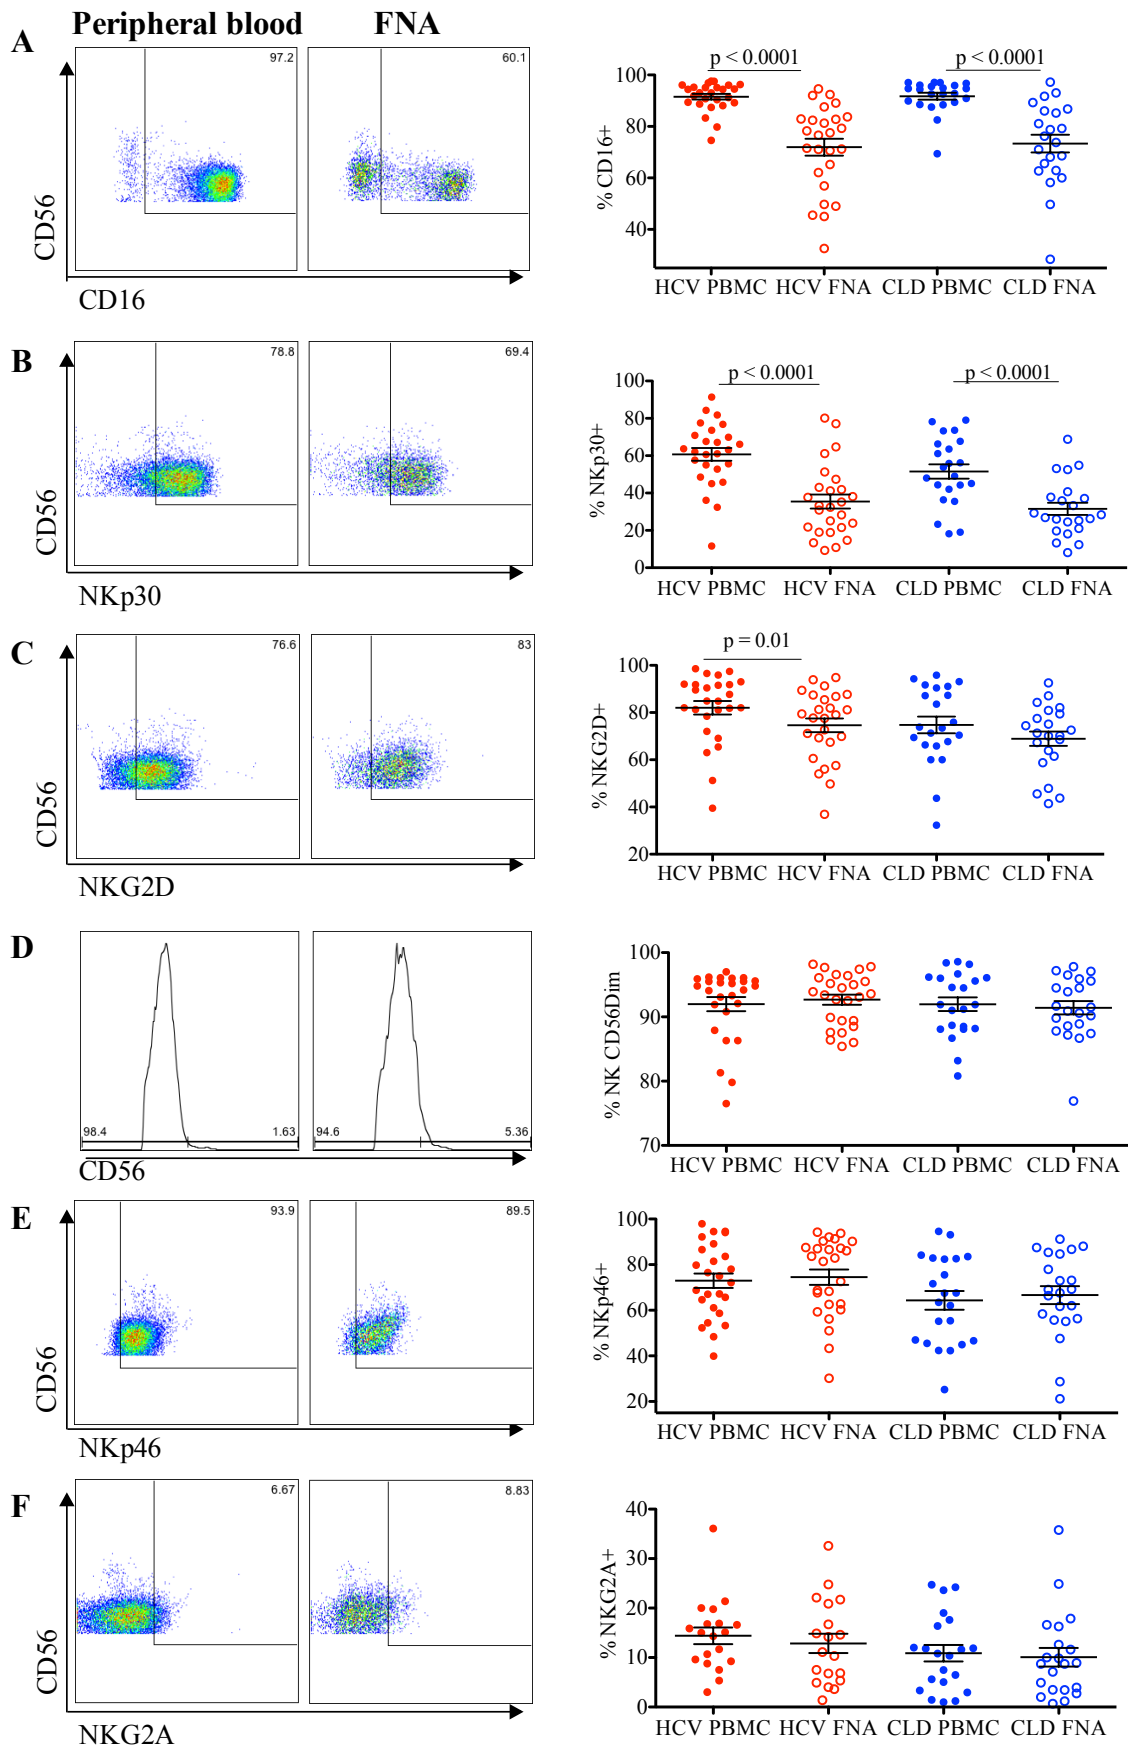 Peripheral blood FNA
A
97.2
60.1
CD56
CD16
p < 0.0001
p < 0.0001
% CD16+
100
80
60
40
HCV PBMC HCV FNA CLD PBMC CLD FNA
B
78.8
69.4
CD56
NKp30
p < 0.0001
p < 0.0001
% NKp30+
100
80
60
40
20
0
HCV PBMC HCV FNA CLD PBMC CLD FNA
C
76.6
83
CD56
NKG2D
p = 0.01
% NKG2D+
100
80
60
40
20
HCV PBMC HCV FNA CLD PBMC CLD FNA
D
98.4 1.63
94.6 5.36
CD56
% NK CD56Dim
100
90
80
70
HCV PBMC HCV FNA CLD PBMC CLD FNA
E
93.9
89.5
CD56
NKp46
% NKp46+
100
80
60
40
20
HCV PBMC HCV FNA CLD PBMC CLD FNA
F
6.67
8.83
CD56
NKG2A
% NKG2A+
40
30
20
10
0
HCV PBMC HCV FNA CLD PBMC CLD FNA